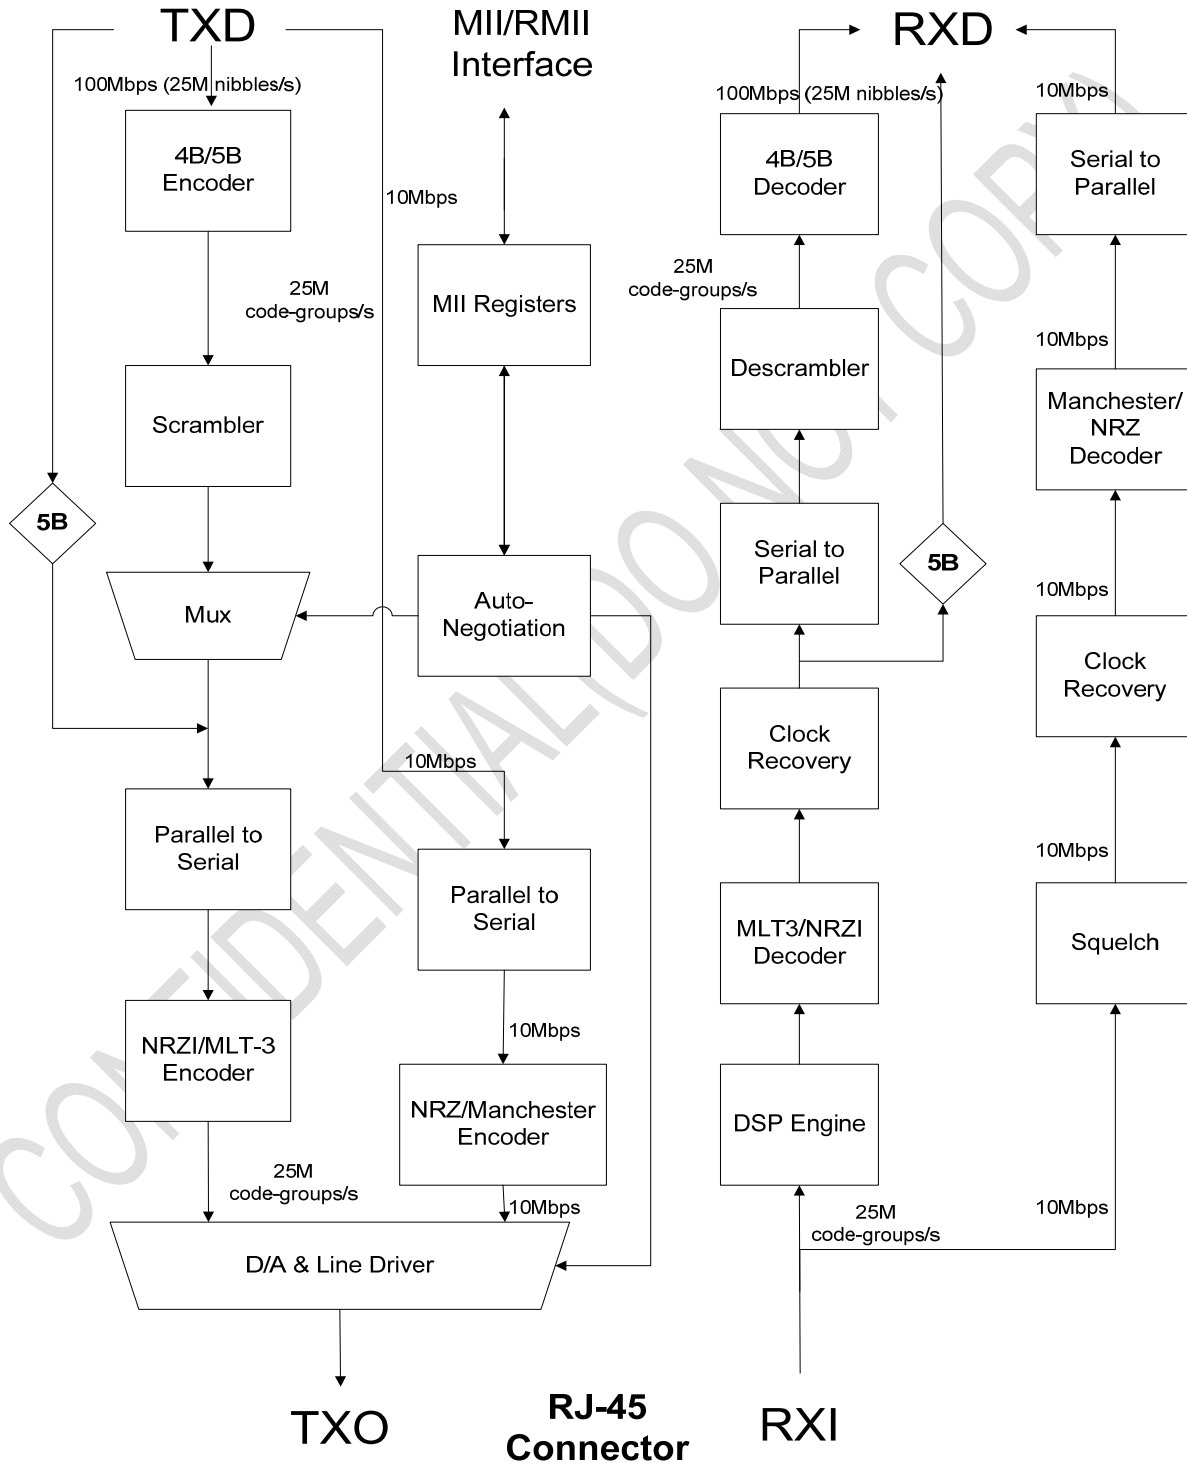 TXD
MII/RMII
Interface
RXD
100Mbps (25M nibbles/s)
100Mbps (25M nibbles/s)
10Mbps
4B/5B
Encoder
10Mbps
4B/5B
Decoder
Serial to
Parallel
25M
code-groups/s
MII Registers
25M
code-groups/s
10Mbps
Scrambler
Descrambler
Manchester/
NRZ
Decoder
5B
Mux
Auto-
Negotiation
Serial to
Parallel
5B
10Mbps
Clock
Recovery
Clock
Recovery
10Mbps
Parallel to
Serial
Parallel to
Serial
10Mbps
MLT3/NRZI
Decoder
Squelch
NRZI/MLT-3
Encoder
10Mbps
NRZ/Manchester
Encoder
DSP Engine
25M
code-groups/s
10Mbps
25M
code-groups/s
10Mbps
D/A & Line Driver
TXO
RJ-45
Connector
RXI
CONFIDENTIAL (DO NOT COPY)